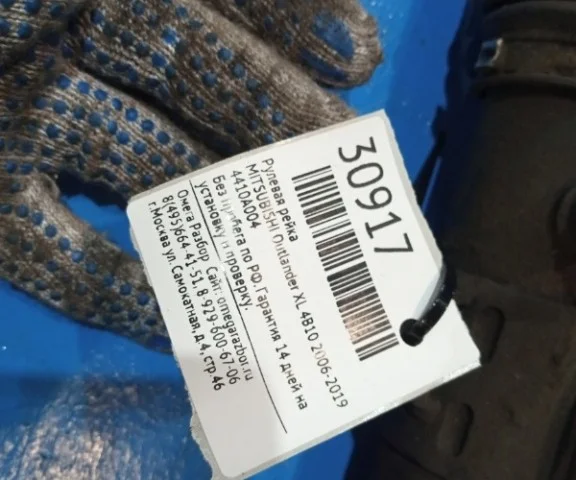 30917
Рулевая рейка
MITSUBISHI Outlander XL 4B10 2006-2019
4410A004
Без пробега по РФ. Гарантия 14 дней на
установку и проверку.
Омега Разбор Сайт: omegarazbor.ru
8(495)664-41-51, 8-929-600-67-06
г.Москва ул. Самокатная, д.4, стр 46